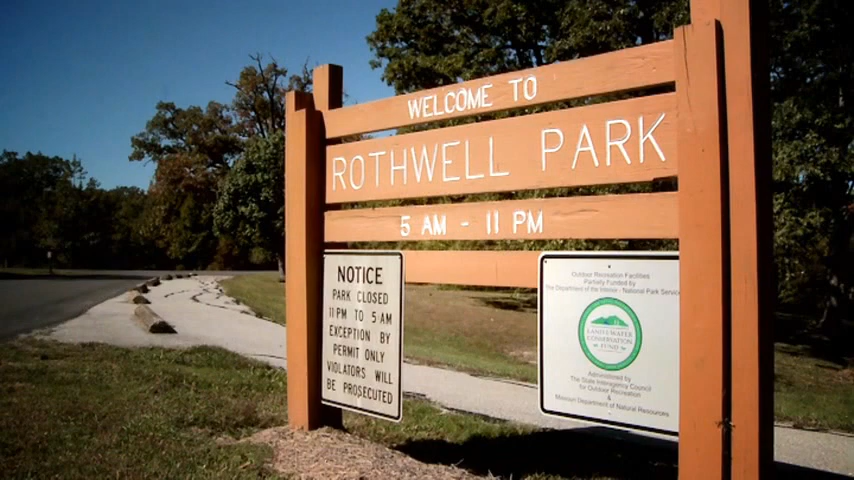 WELCOME TO
ROTHWELL PARK
5 AM - 11 PM
NOTICE
PARK CLOSED
11 PM TO 5 AM
EXCEPTION BY
PERMIT ONLY
VIOLATORS WILL
BE PROSECUTED
Outdoor Recreation Facilities
Partially Funded by
The Department of the Interior - National Park Service
LAND & WATER
CONSERVATION
FUND
Administered by
The State Interagency Council
for Outdoor Recreation
&
Missouri Department of Natural Resources